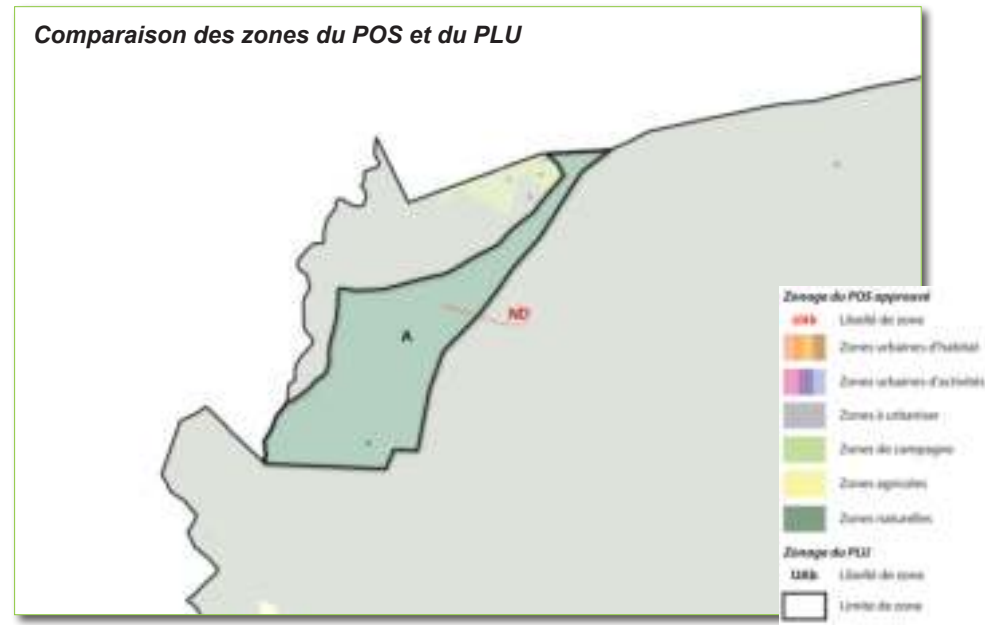 Comparaison des zones du POS et du PLU
ND
A
Zonage du POS approuvé
UAb Libellé de zone
Zones urbaines d'habitat
Zones urbaines d'activités
Zones à urbaniser
Zones de campagne
Zones agricoles
Zones naturelles
Zonage du PLU
UAb Libellé de zone
Limite de zone